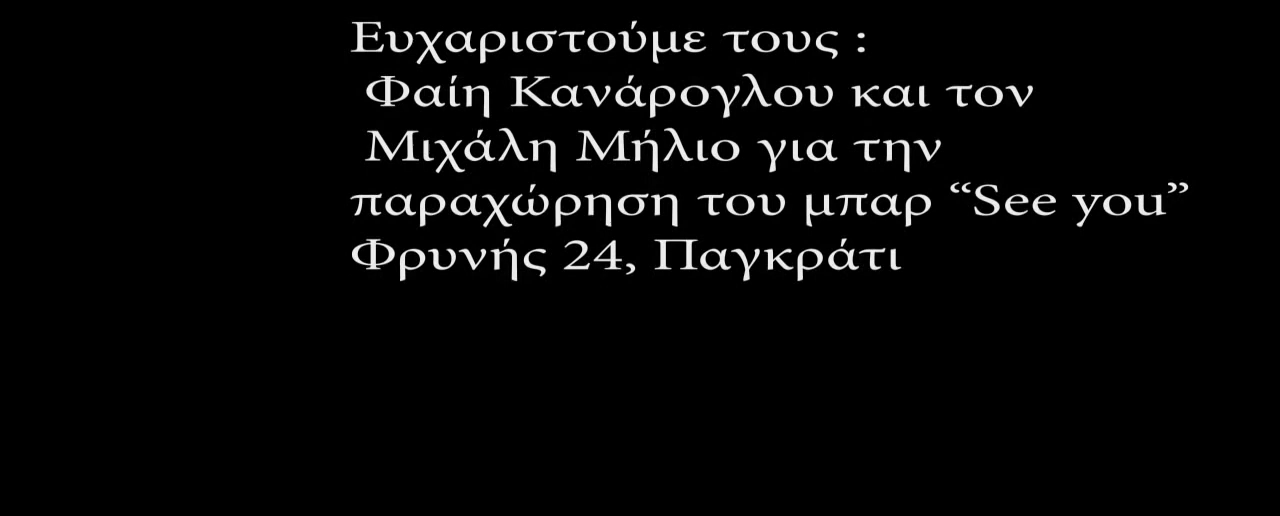 Ευχαριστούμε τους :
Φαίη Κανάρογλου και τον
Μιχάλη Μήλιο για την
παραχώρηση του μπαρ “See you”
Φρυνής 24, Παγκράτι